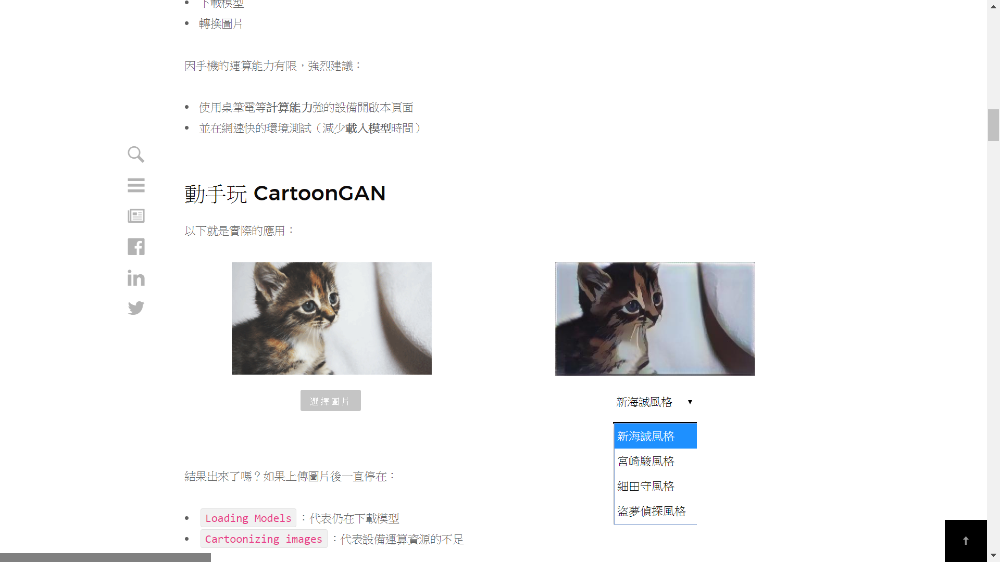 下載模型
轉換圖片
因手機的運算能力有限,強烈建議:
使用桌筆電等計算能力強的設備開啟本頁面
並在網速快的環境測試(減少載入模型時間)
動手玩 CartoonGAN
以下就是實際的應用:
選擇圖片
新海誠風格
新海誠風格
宮崎駿風格
細田守風格
盜夢偵探風格
結果出來了嗎?如果上傳圖片後一直停在:
Loading Models :代表仍在下載模型
Cartoonizing images :代表設備運算資源的不足